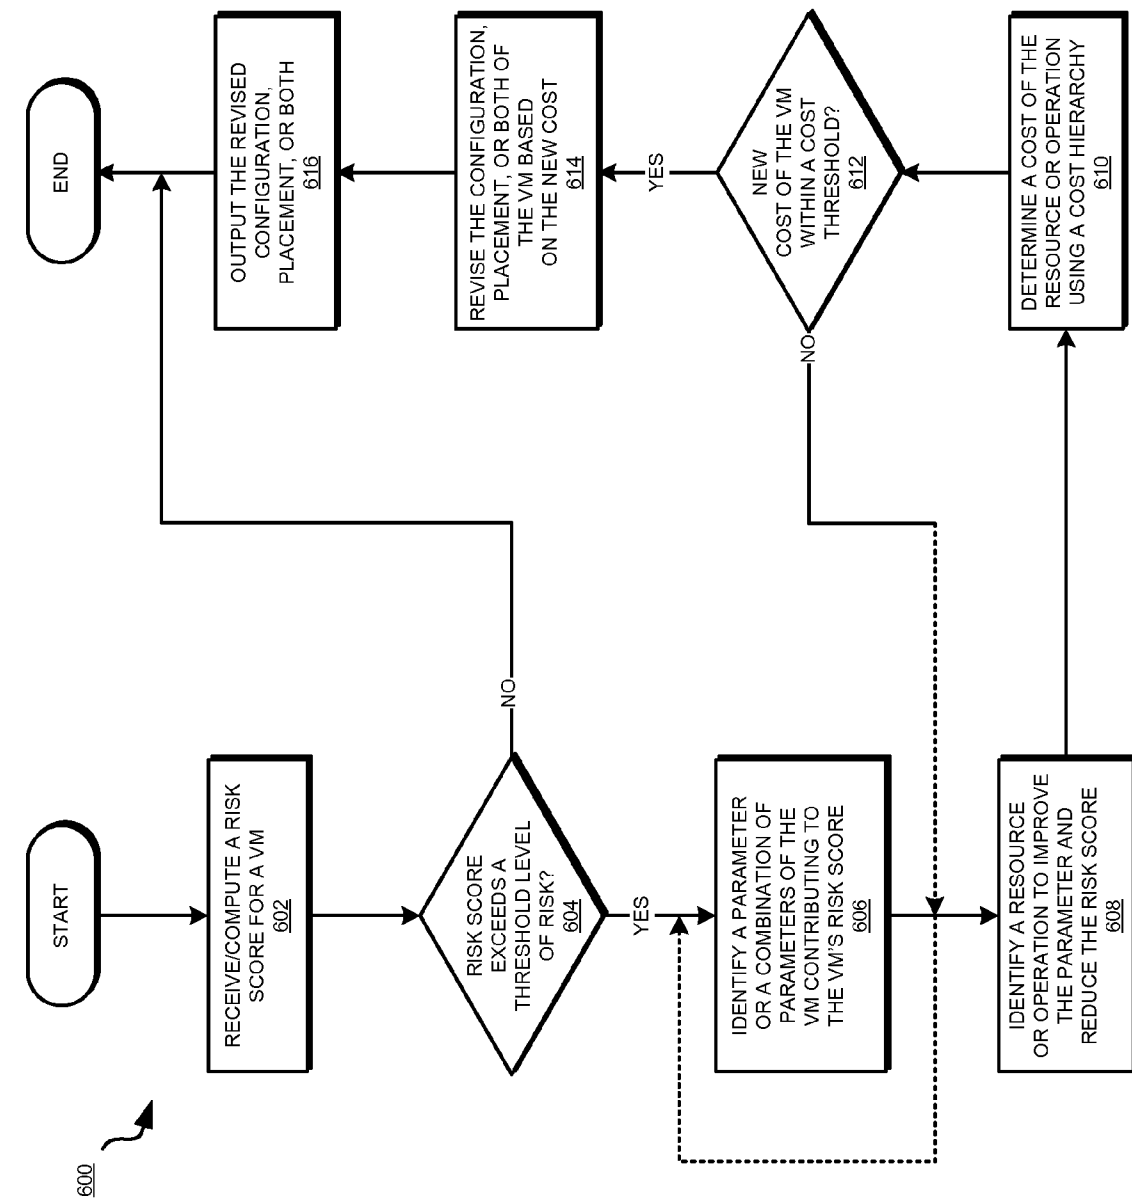 600
START
RECEIVE/COMPUTE A RISK
SCORE FOR A VM
602
RISK SCORE
EXCEEDS A
THRESHOLD LEVEL
OF RISK?
604
NO
YES
IDENTIFY A PARAMETER
OR A COMBINATION OF
PARAMETERS OF THE
VM CONTRIBUTING TO
THE VM'S RISK SCORE
606
IDENTIFY A RESOURCE
OR OPERATION TO IMPROVE
THE PARAMETER AND
REDUCE THE RISK SCORE
608
END
OUTPUT THE REVISED
CONFIGURATION,
PLACEMENT, OR BOTH
616
REVISE THE CONFIGURATION,
PLACEMENT, OR BOTH OF
THE VM BASED
ON THE NEW COST
614
YES
NEW
COST OF THE VM
WITHIN A COST
THRESHOLD?
612
NO
DETERMINE A COST OF THE
RESOURCE OR OPERATION
USING A COST HIERARCHY
610